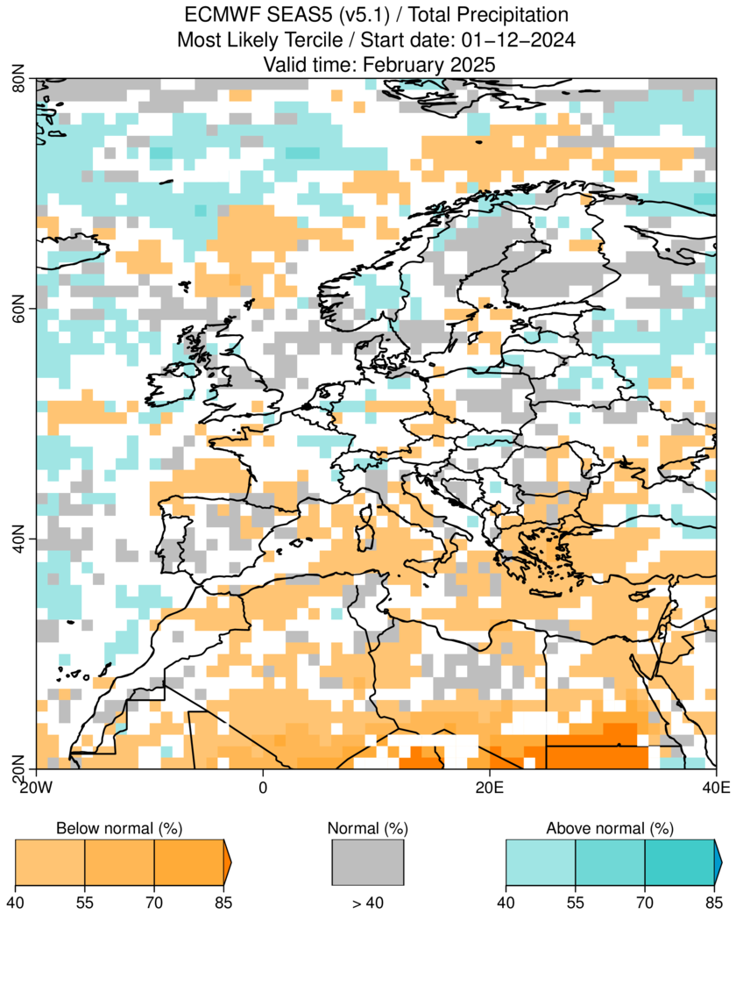 ECMWF SEAS5 (v5.1) / Total Precipitation
Most Likely Tercile / Start date: 01−12−2024
Valid time: February 2025
80N
60N
40N
20N
20W 0 20E 40E
Below normal (%) Normal (%) Above normal (%)
40 55 70 85 > 40 40 55 70 85